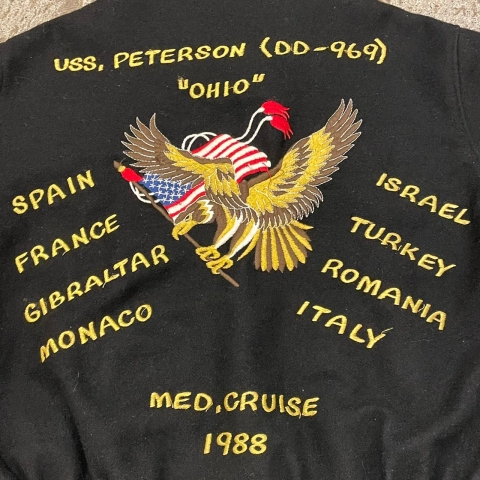 USS. PETERSON (DD-969)
"OHIO"
SPAIN
FRANCE
GIBRALTAR
MONACO
ISRAEL
TURKEY
ROMANIA
ITALY
MED. CRUISE
1988